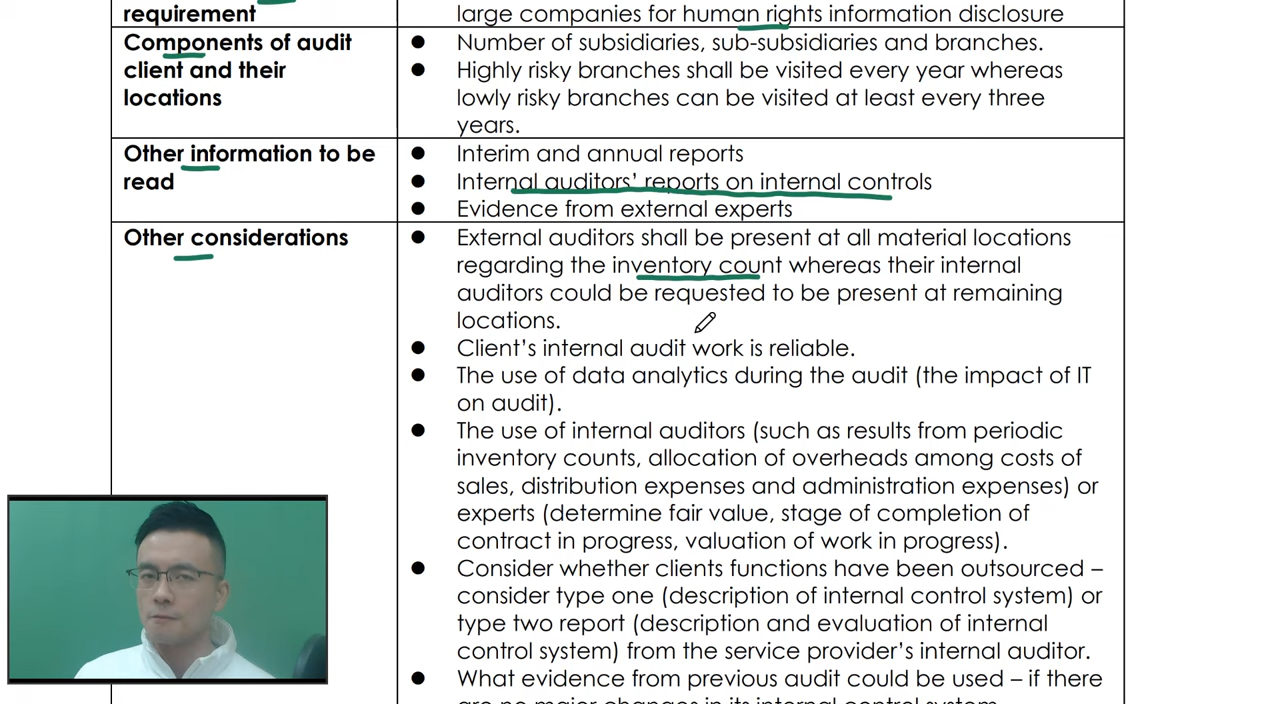 requirement
large companies for human rights information disclosure
Components of audit
client and their
locations
● Number of subsidiaries, sub-subsidiaries and branches.
● Highly risky branches shall be visited every year whereas
lowly risky branches can be visited at least every three
years.
Other information to be
read
● Interim and annual reports
● Internal auditors’ reports on internal controls
● Evidence from external experts
Other considerations
● External auditors shall be present at all material locations
regarding the inventory count whereas their internal
auditors could be requested to be present at remaining
locations.
● Client’s internal audit work is reliable.
● The use of data analytics during the audit (the impact of IT
on audit).
● The use of internal auditors (such as results from periodic
inventory counts, allocation of overheads among costs of
sales, distribution expenses and administration expenses) or
experts (determine fair value, stage of completion of
contract in progress, valuation of work in progress).
● Consider whether clients functions have been outsourced –
consider type one (description of internal control system) or
type two report (description and evaluation of internal
control system) from the service provider’s internal auditor.
● What evidence from previous audit could be used – if there
are no major changes in its internal control system